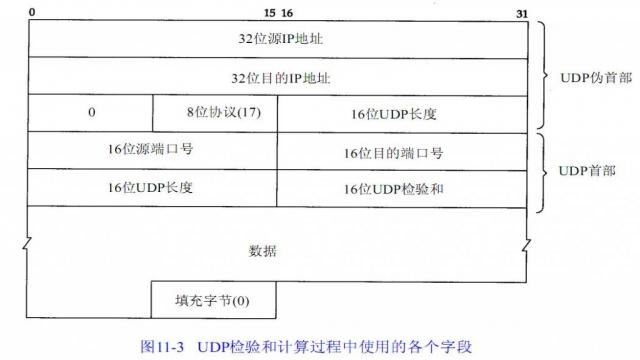 0 15 16 31
32位源IP地址
32位目的IP地址
UDP伪首部
0 8位协议(17) 16位UDP长度
16位源端口号 16位目的端口号
UDP首部
16位UDP长度 16位UDP检验和
数据
填充字节(0)
图11-3 UDP检验和计算过程中使用的各个字段